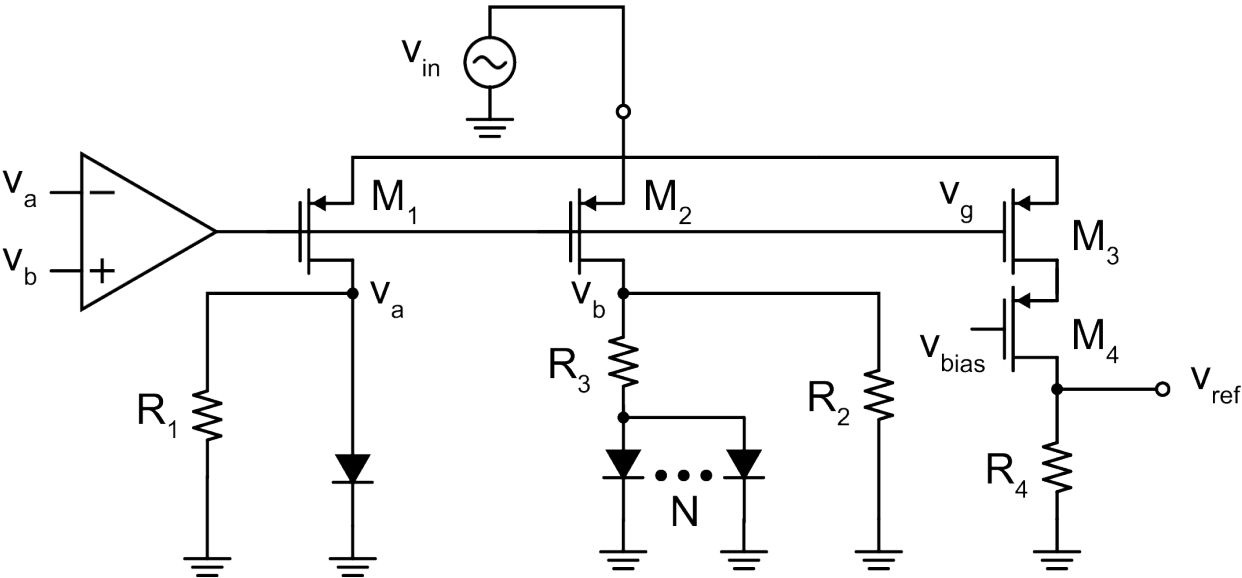 v_in
v_a
−
v_b
+
M_1
M_2
v_g
M_3
v_a
v_b
v_bias
M_4
R_3
R_1
R_2
v_ref
R_4
N